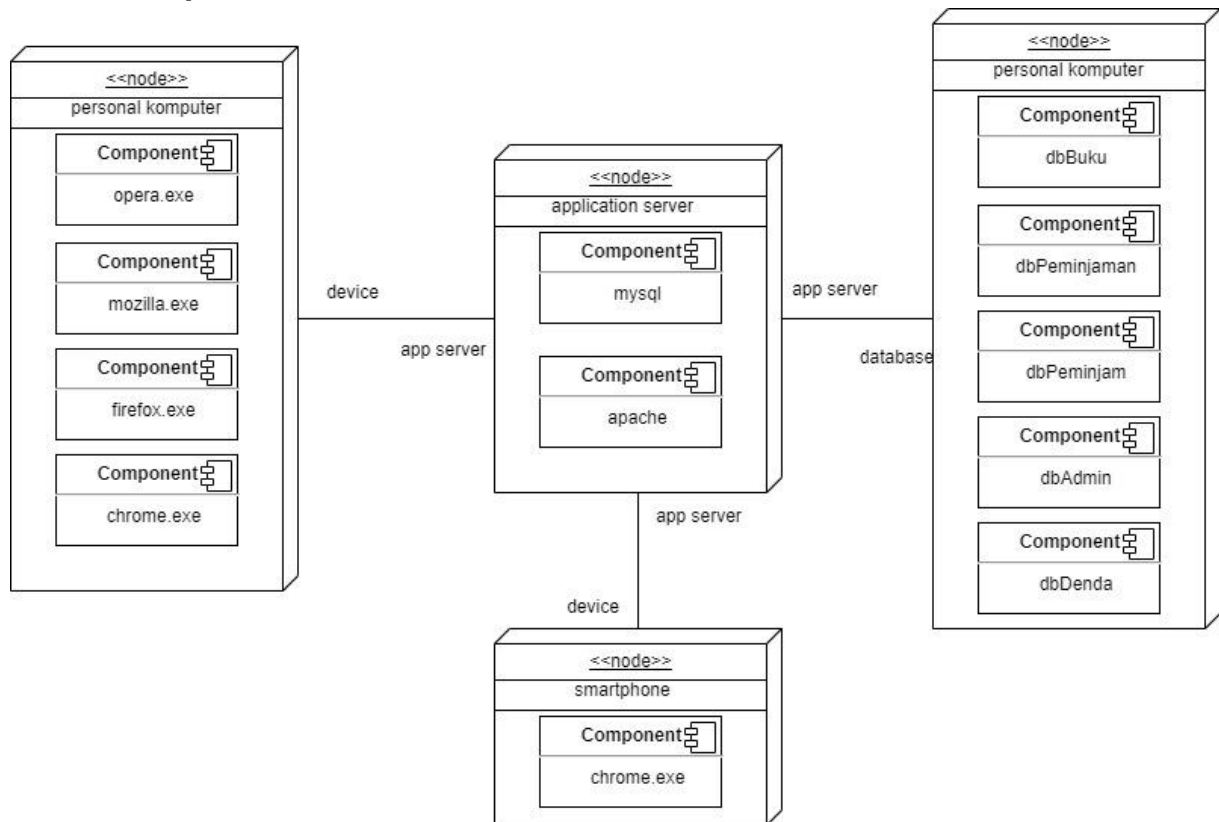 <<node>>
personal komputer
Component
opera.exe
Component
mozilla.exe
Component
firefox.exe
Component
chrome.exe
device
app server
<<node>>
application server
Component
mysql
Component
apache
app server
database
<<node>>
personal komputer
Component
dbBuku
Component
dbPeminjaman
Component
dbPeminjam
Component
dbAdmin
Component
dbDenda
app server
device
<<node>>
smartphone
Component
chrome.exe